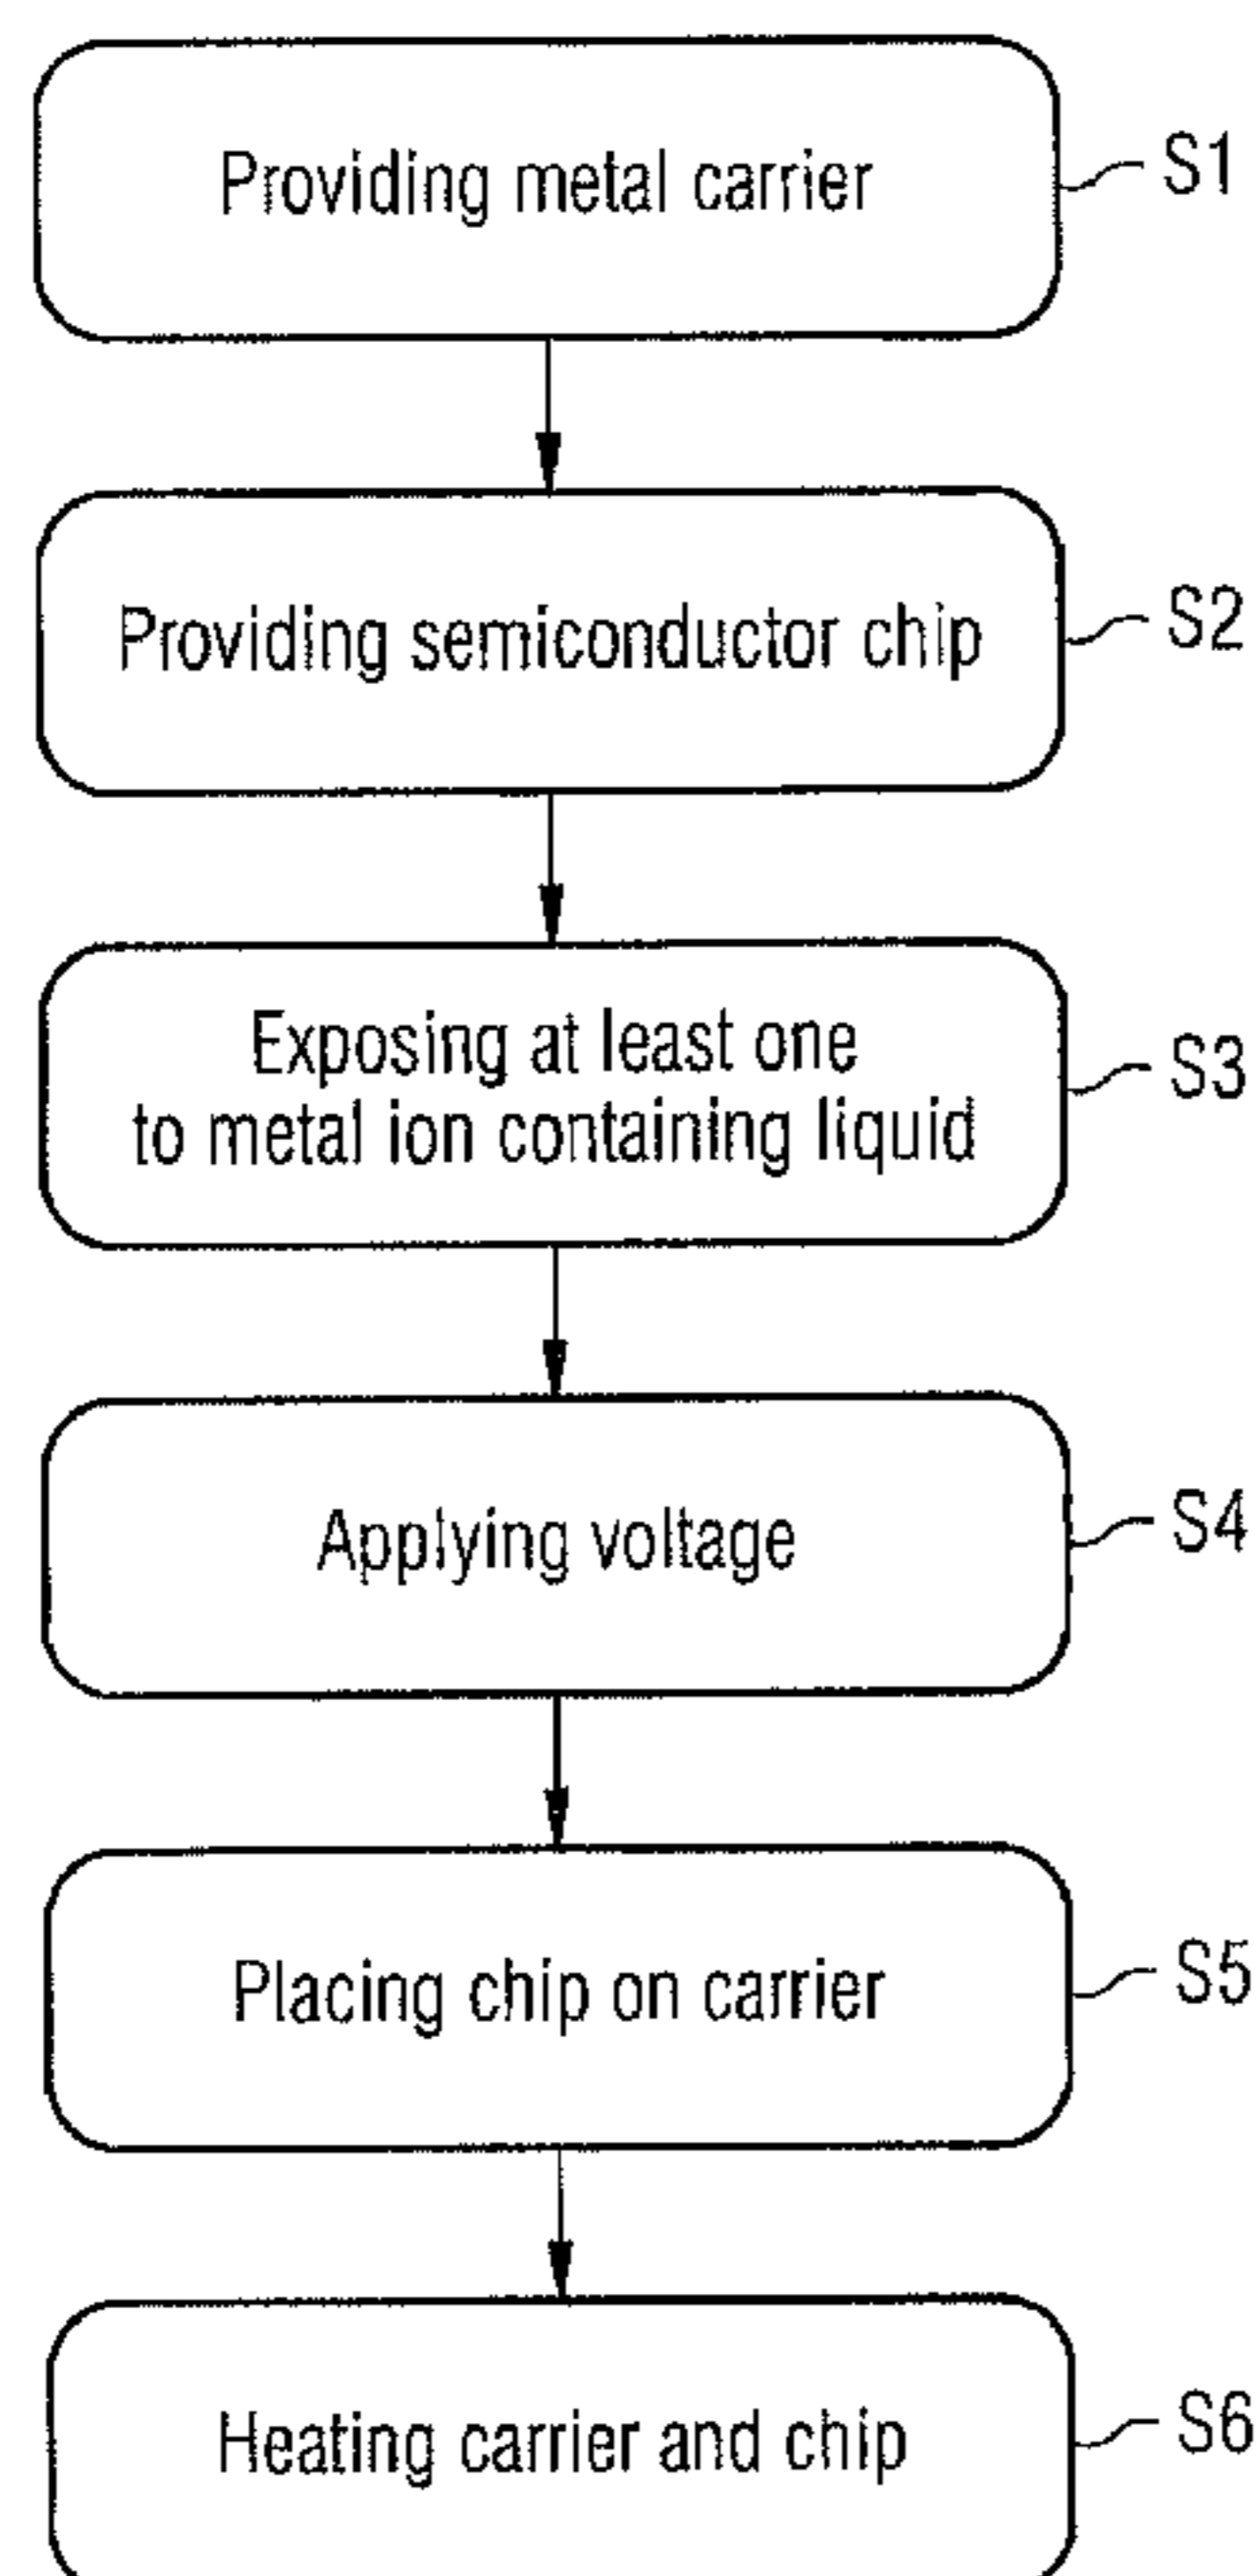 Providing metal carrier
S1
Providing semiconductor chip
S2
Exposing at least one
to metal ion containing liquid
S3
Applying voltage
S4
Placing chip on carrier
S5
Heating carrier and chip
S6